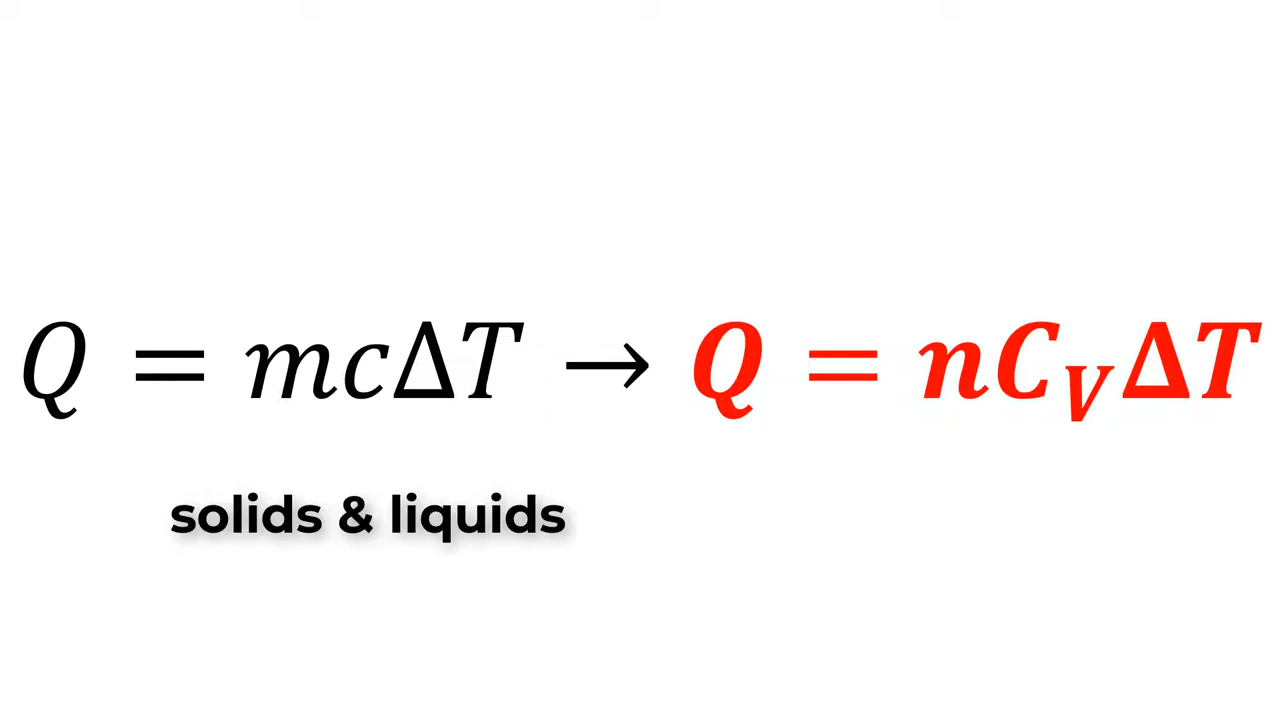 Q = mcΔT → Q = nC_VΔT
solids & liquids